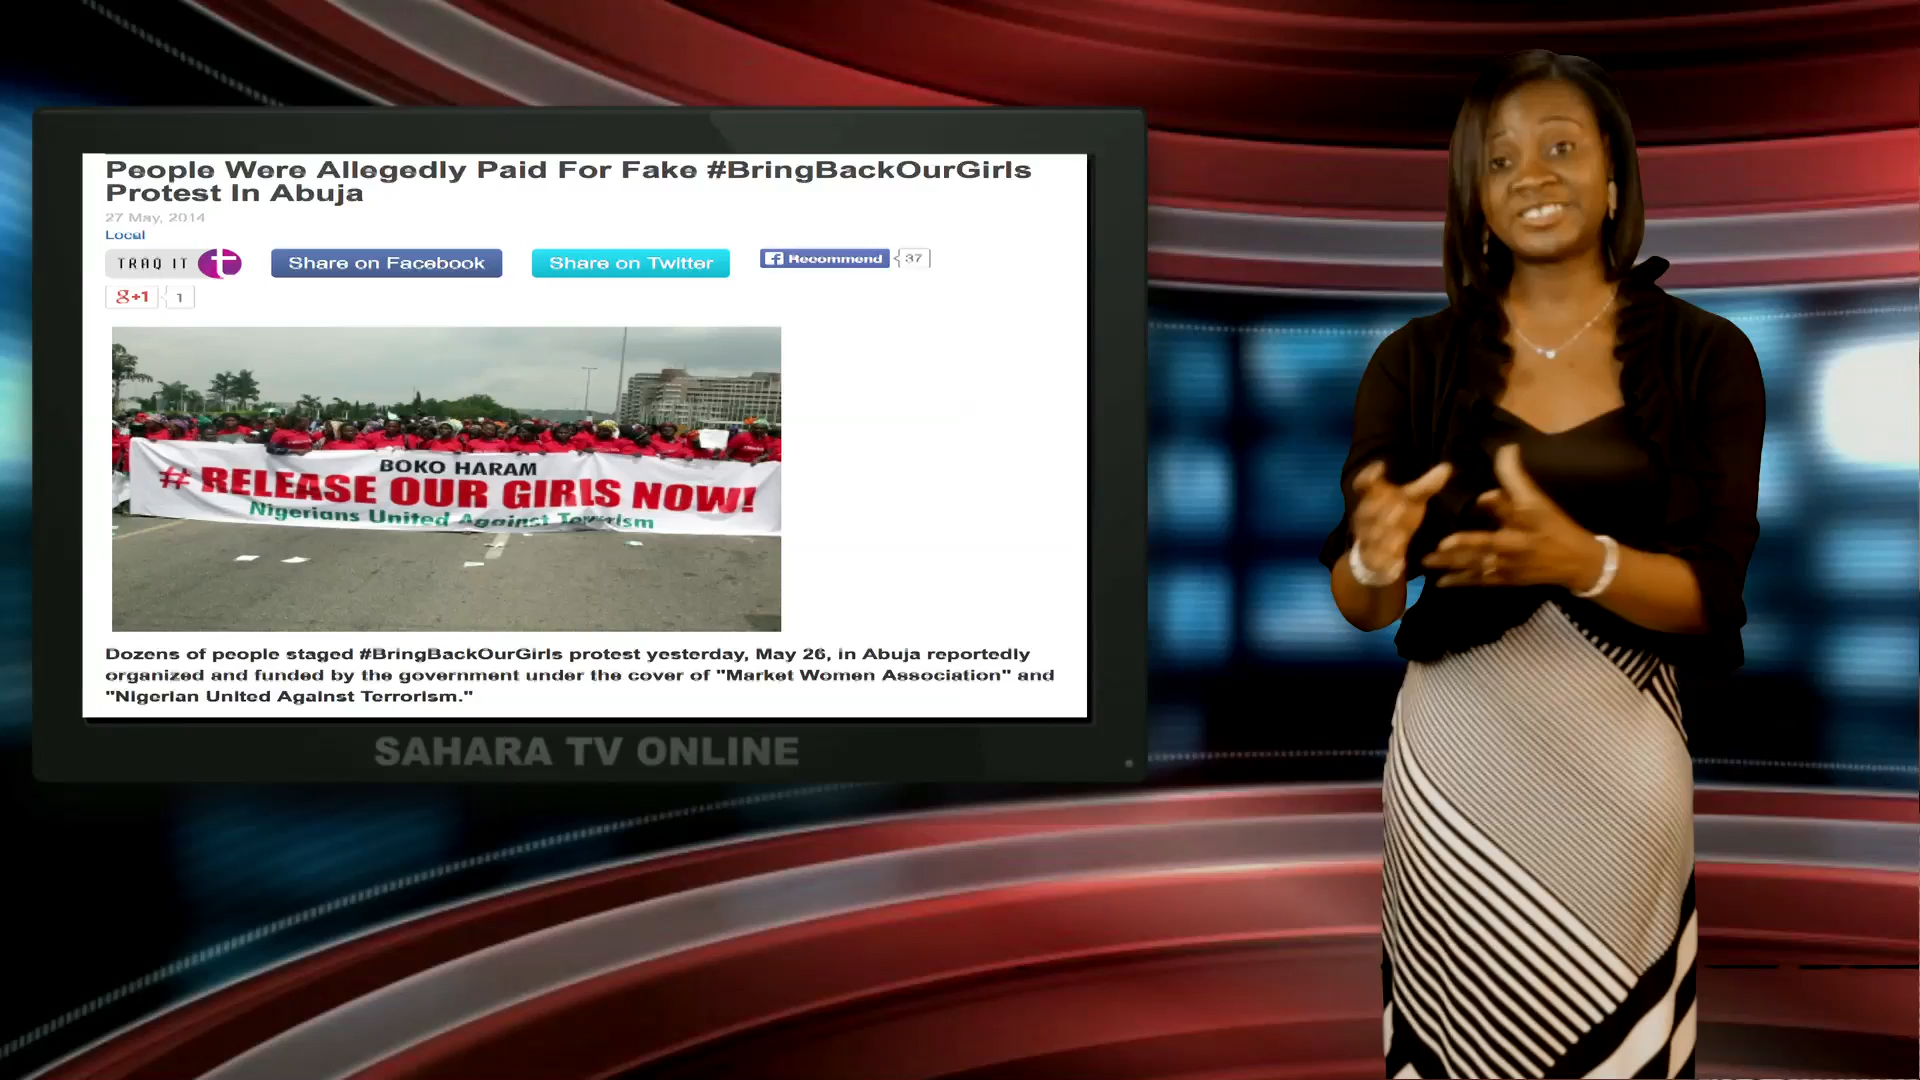 People Were Allegedly Paid For Fake #BringBackOurGirls
Protest In Abuja
27 May, 2014
Local
TRAQ IT t
Share on Facebook
Share on Twitter
f Recommend 37
g+1 1
BOKO HARAM
# RELEASE OUR GIRLS NOW!
Nigerians United Against Terrorism
Dozens of people staged #BringBackOurGirls protest yesterday, May 26, in Abuja reportedly
organized and funded by the government under the cover of "Market Women Association" and
"Nigerian United Against Terrorism."
SAHARA TV ONLINE